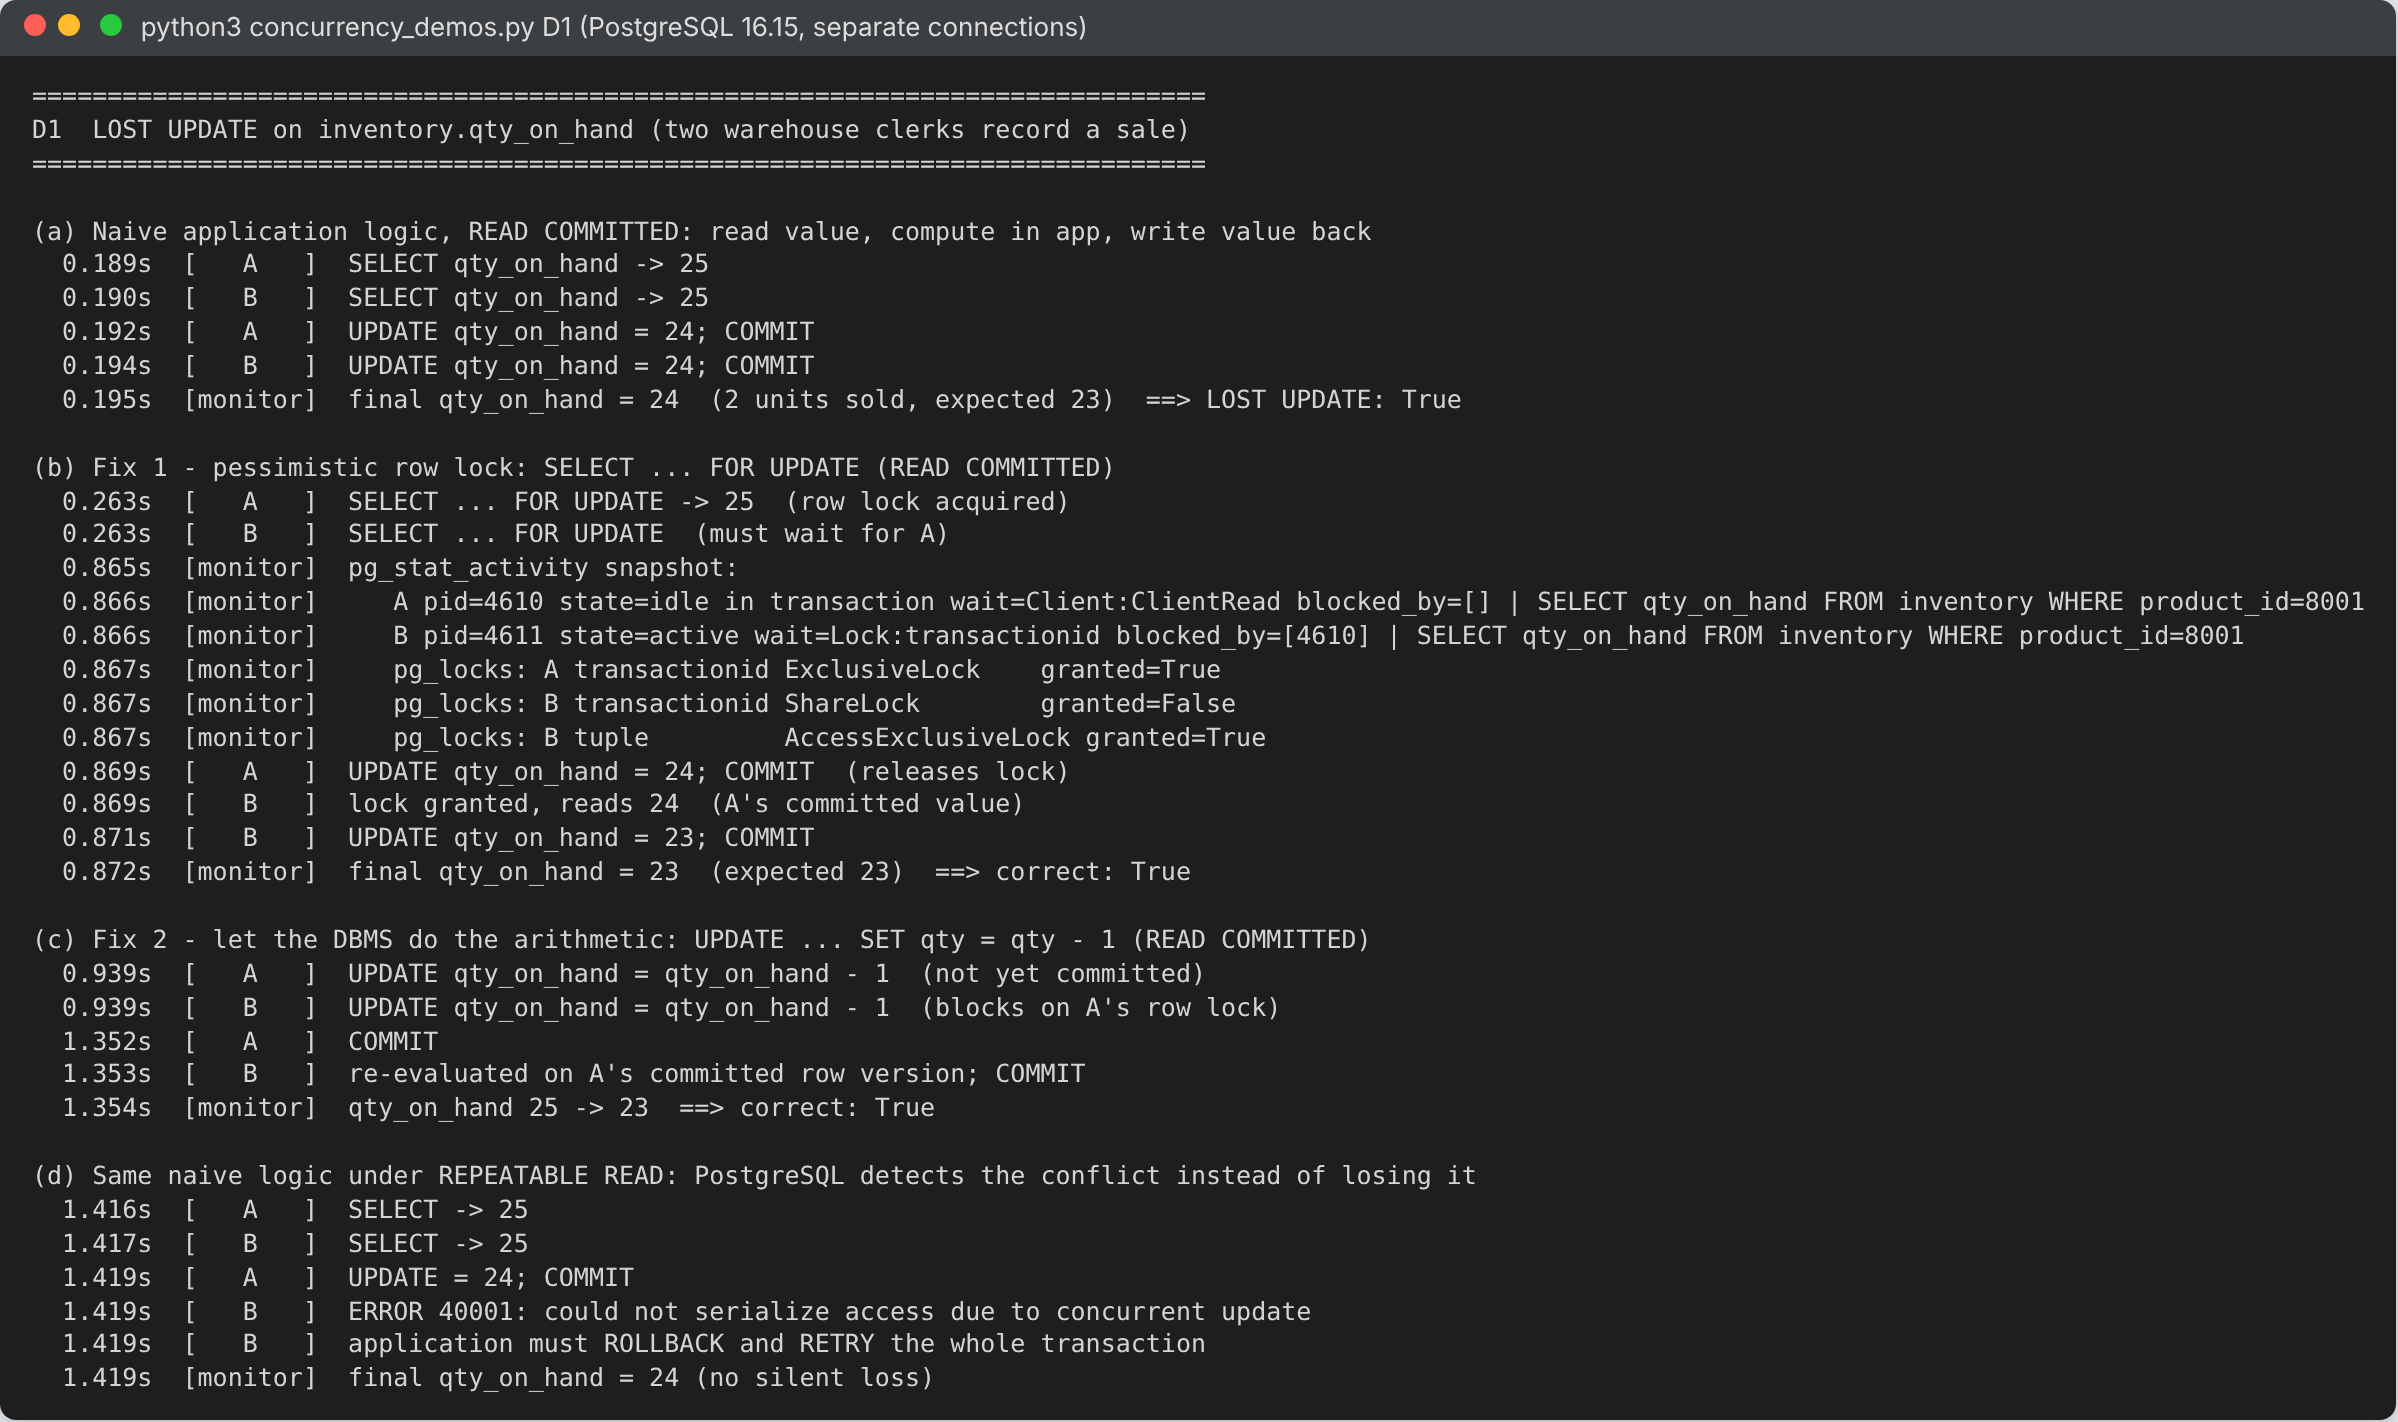 python3 concurrency_demos.py D1 (PostgreSQL 16.15, separate connections)
==============================================================================
D1  LOST UPDATE on inventory.qty_on_hand (two warehouse clerks record a sale)
==============================================================================
(a) Naive application logic, READ COMMITTED: read value, compute in app, write value back
  0.189s  [   A   ]  SELECT qty_on_hand -> 25
  0.190s  [   B   ]  SELECT qty_on_hand -> 25
  0.192s  [   A   ]  UPDATE qty_on_hand = 24; COMMIT
  0.194s  [   B   ]  UPDATE qty_on_hand = 24; COMMIT
  0.195s  [monitor]  final qty_on_hand = 24  (2 units sold, expected 23)  ==> LOST UPDATE: True
(b) Fix 1 - pessimistic row lock: SELECT ... FOR UPDATE (READ COMMITTED)
  0.263s  [   A   ]  SELECT ... FOR UPDATE -> 25  (row lock acquired)
  0.263s  [   B   ]  SELECT ... FOR UPDATE  (must wait for A)
  0.865s  [monitor]  pg_stat_activity snapshot:
  0.866s  [monitor]     A pid=4610 state=idle in transaction wait=Client:ClientRead blocked_by=[] | SELECT qty_on_hand FROM inventory WHERE product_id=8001
  0.866s  [monitor]     B pid=4611 state=active wait=Lock:transactionid blocked_by=[4610] | SELECT qty_on_hand FROM inventory WHERE product_id=8001
  0.867s  [monitor]     pg_locks: A transactionid ExclusiveLock    granted=True
  0.867s  [monitor]     pg_locks: B transactionid ShareLock        granted=False
  0.867s  [monitor]     pg_locks: B tuple         AccessExclusiveLock granted=True
  0.869s  [   A   ]  UPDATE qty_on_hand = 24; COMMIT  (releases lock)
  0.869s  [   B   ]  lock granted, reads 24  (A's committed value)
  0.871s  [   B   ]  UPDATE qty_on_hand = 23; COMMIT
  0.872s  [monitor]  final qty_on_hand = 23  (expected 23)  ==> correct: True
(c) Fix 2 - let the DBMS do the arithmetic: UPDATE ... SET qty = qty - 1 (READ COMMITTED)
  0.939s  [   A   ]  UPDATE qty_on_hand = qty_on_hand - 1  (not yet committed)
  0.939s  [   B   ]  UPDATE qty_on_hand = qty_on_hand - 1  (blocks on A's row lock)
  1.352s  [   A   ]  COMMIT
  1.353s  [   B   ]  re-evaluated on A's committed row version; COMMIT
  1.354s  [monitor]  qty_on_hand 25 -> 23  ==> correct: True
(d) Same naive logic under REPEATABLE READ: PostgreSQL detects the conflict instead of losing it
  1.416s  [   A   ]  SELECT -> 25
  1.417s  [   B   ]  SELECT -> 25
  1.419s  [   A   ]  UPDATE = 24; COMMIT
  1.419s  [   B   ]  ERROR 40001: could not serialize access due to concurrent update
  1.419s  [   B   ]  application must ROLLBACK and RETRY the whole transaction
  1.419s  [monitor]  final qty_on_hand = 24 (no silent loss)